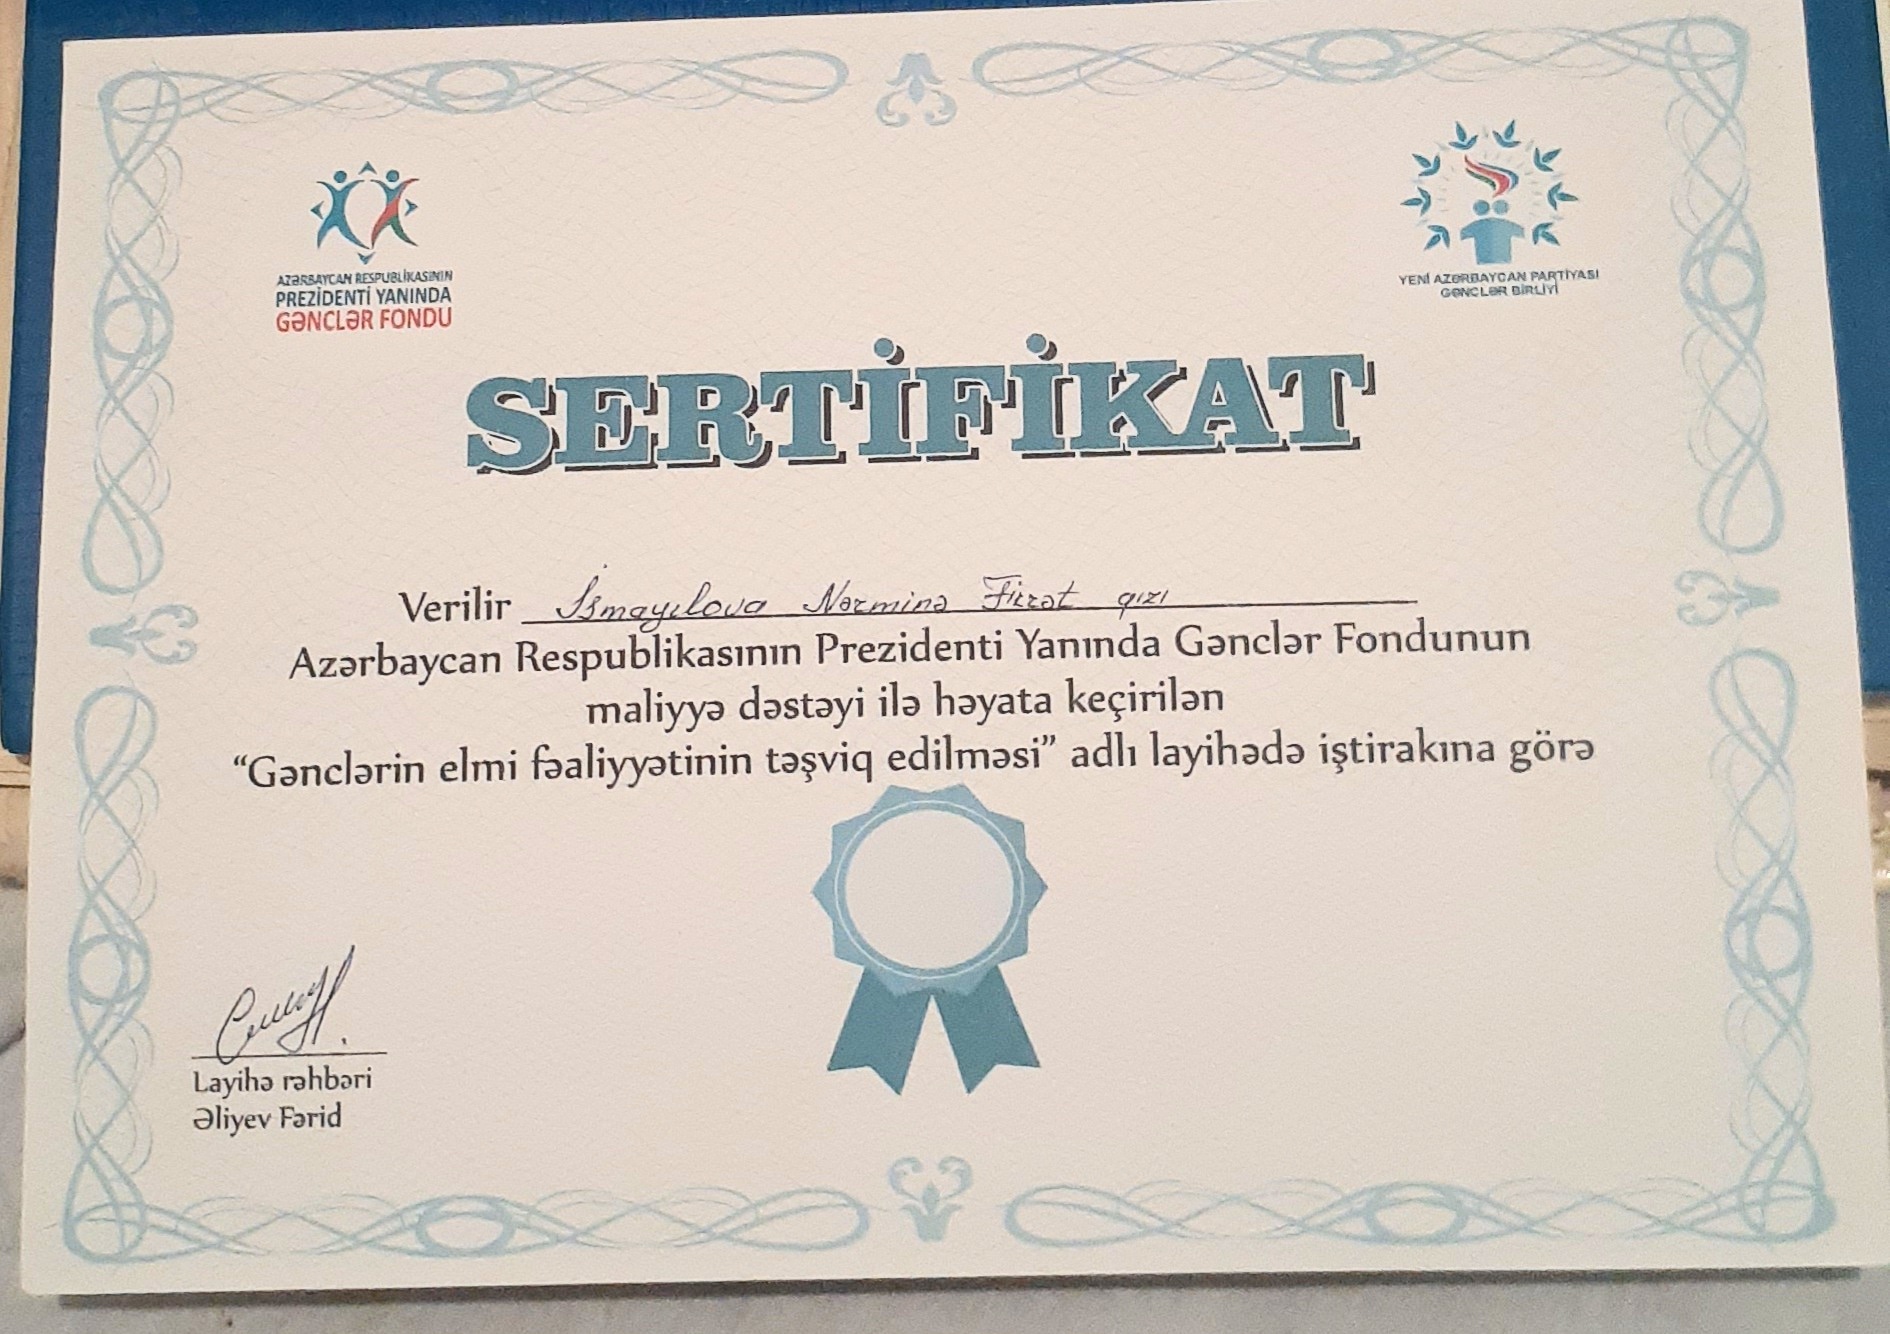 AZƏRBAYCAN RESPUBLİKASININ
PREZİDENTİ YANINDA
GƏNCLƏR FONDU
YENİ AZƏRBAYCAN PARTİYASI
GƏNCLƏR BİRLİYİ
SERTİFİKAT
Verilir İsmayılova Nərminə Fikrət qızı
Azərbaycan Respublikasının Prezidenti Yanında Gənclər Fondunun
maliyyə dəstəyi ilə həyata keçirilən
“Gənclərin elmi fəaliyyətinin təşviq edilməsi” adlı layihədə iştirakına görə
Layihə rəhbəri
Əliyev Fərid